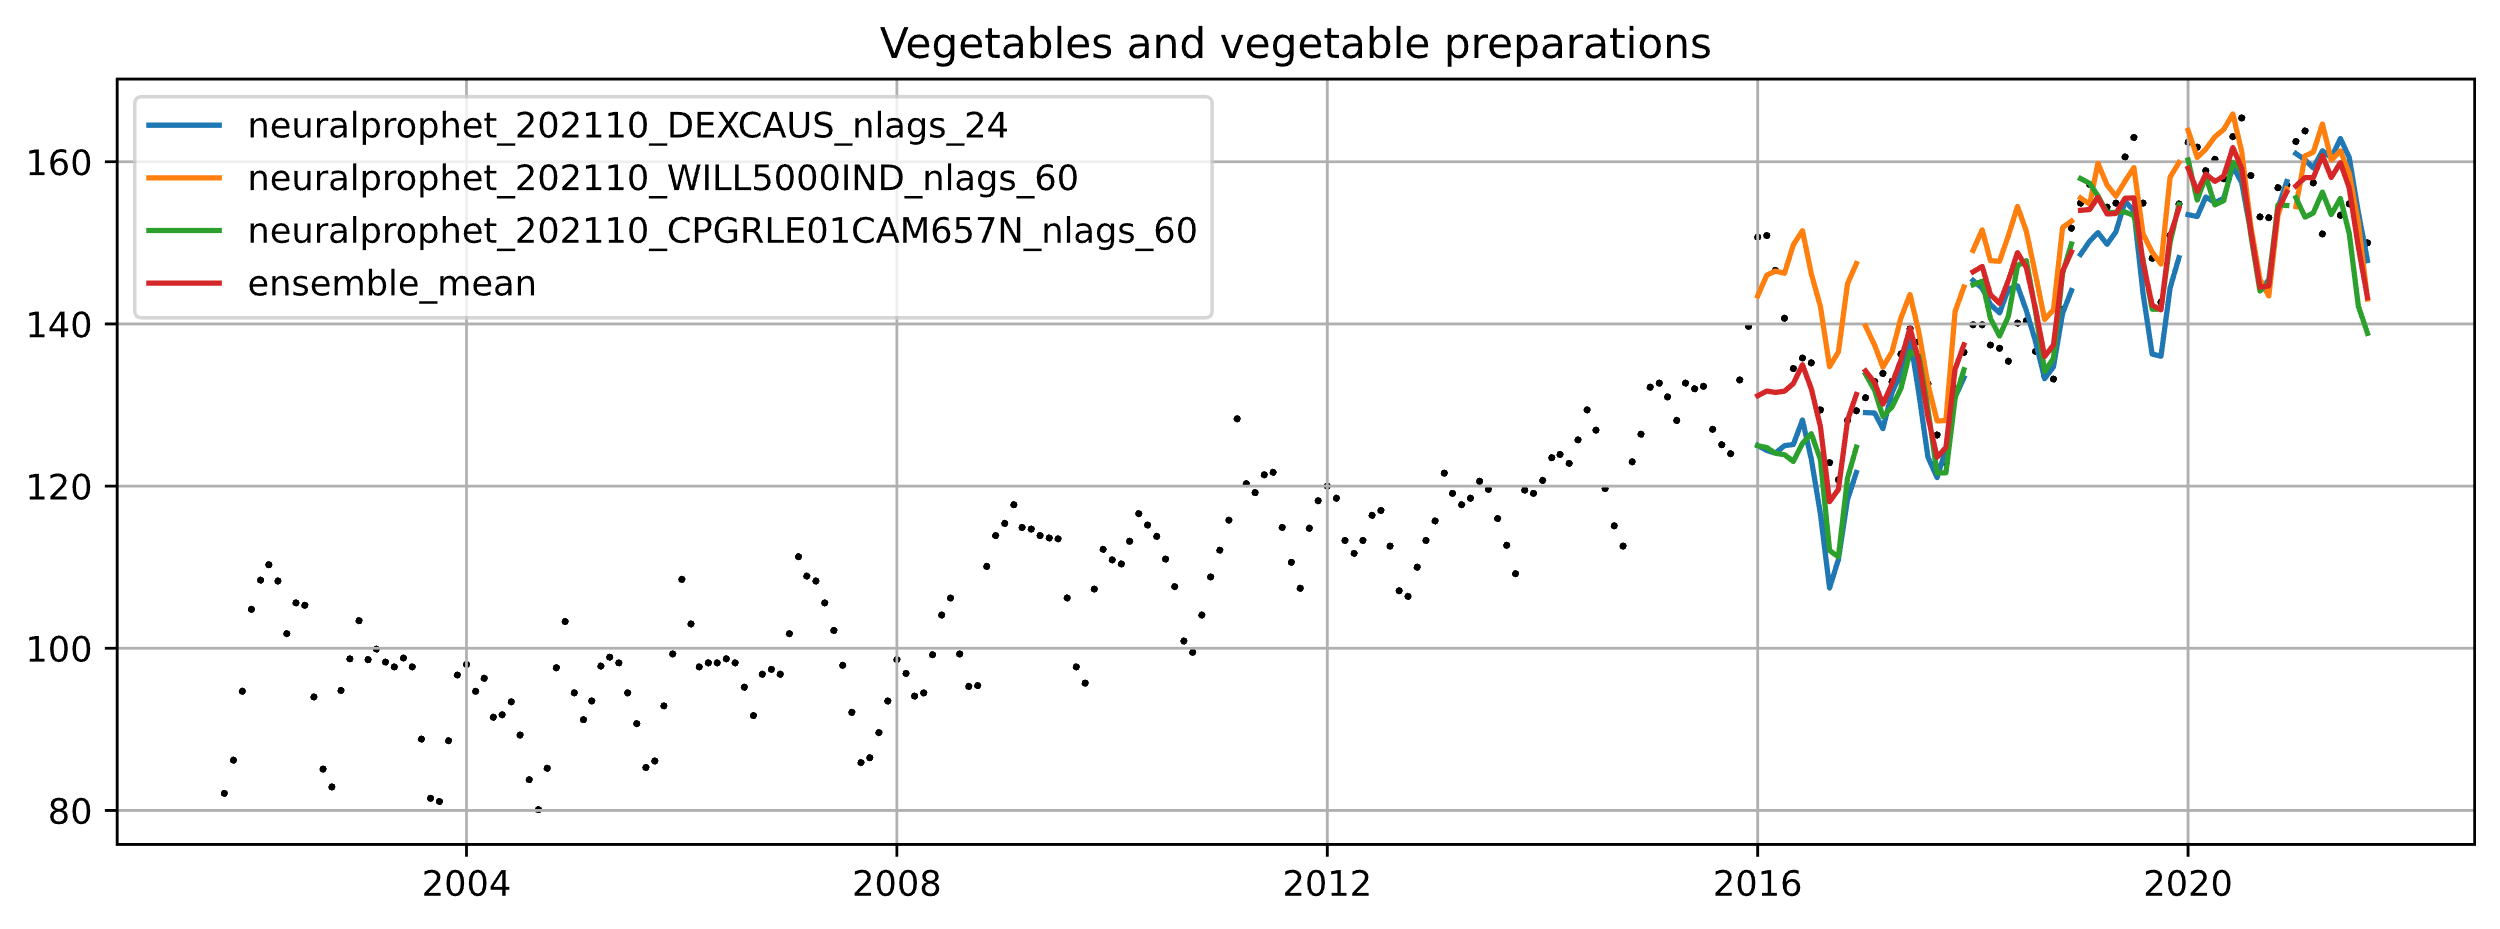 Vegetables and vegetable preparations
neuralprophet_202110_DEXCAUS_nlags_24
neuralprophet_202110_WILL5000IND_nlags_60
neuralprophet_202110_CPGRLE01CAM657N_nlags_60
ensemble_mean
160
140
120
100
80
2004 2008 2012 2016 2020